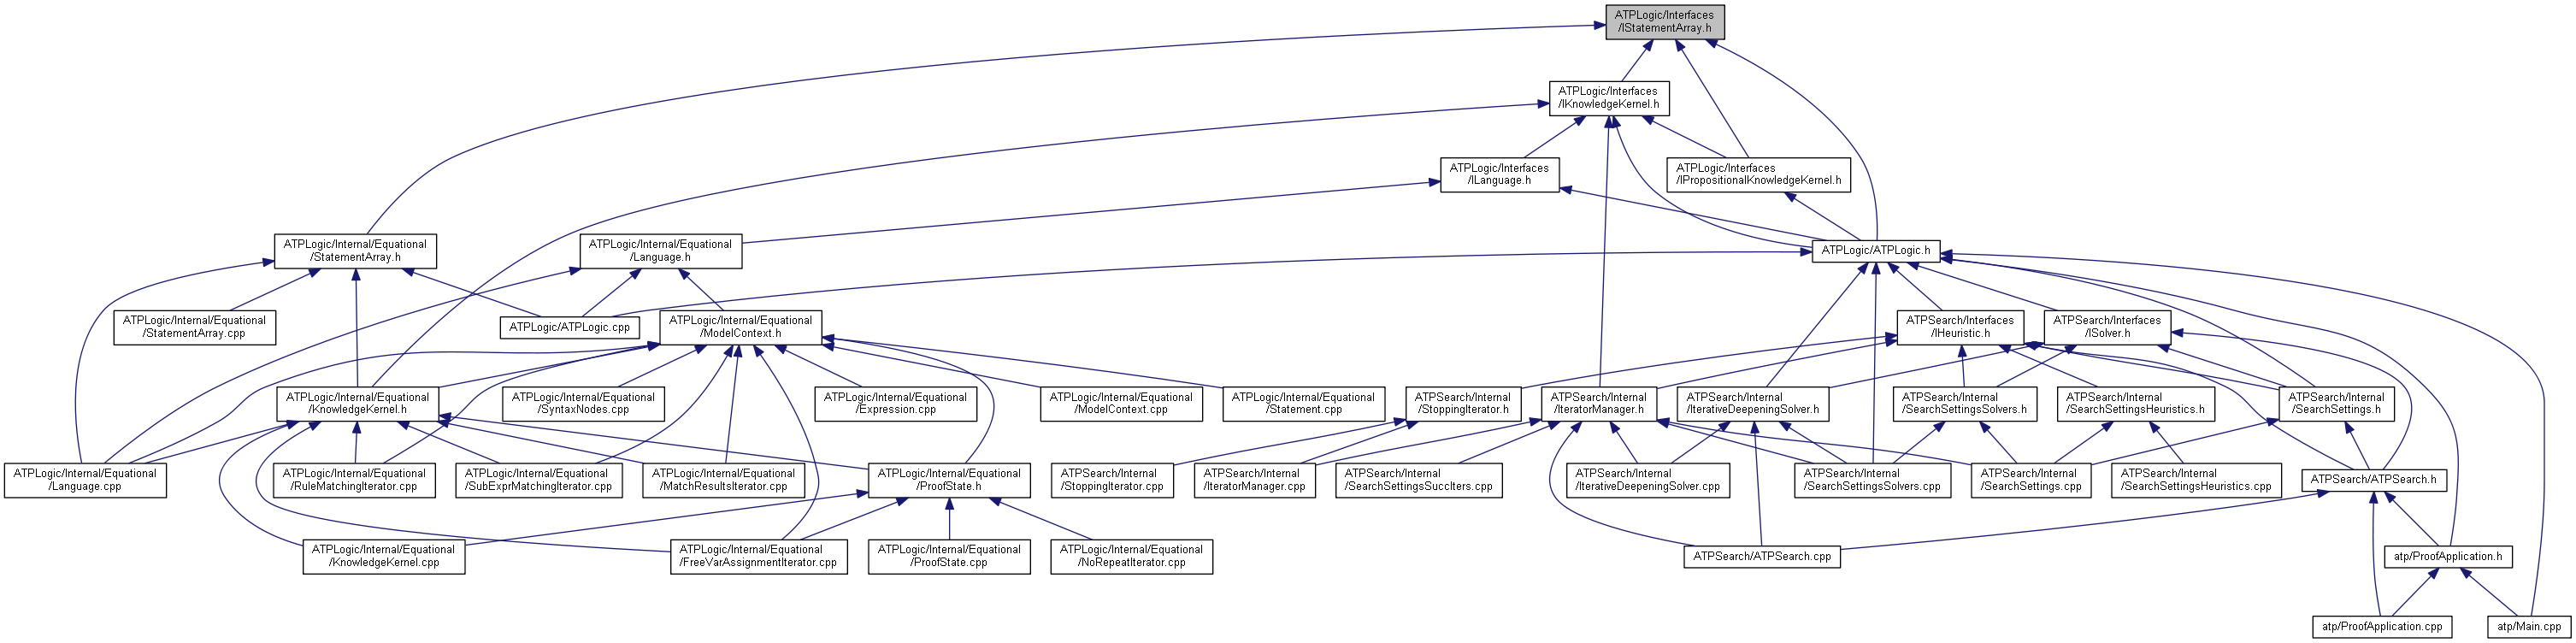 ATPLogic/Interfaces
/IStatementArray.h
ATPLogic/Interfaces
/IKnowledgeKernel.h
ATPLogic/Interfaces
/ILanguage.h
ATPLogic/Interfaces
/IPropositionalKnowledgeKernel.h
ATPLogic/Internal/Equational
/StatementArray.h
ATPLogic/Internal/Equational
/Language.h
ATPLogic/ATPLogic.h
ATPLogic/Internal/Equational
/StatementArray.cpp
ATPLogic/ATPLogic.cpp
ATPLogic/Internal/Equational
/ModelContext.h
ATPSearch/Interfaces
/IHeuristic.h
ATPSearch/Interfaces
/ISolver.h
ATPLogic/Internal/Equational
/KnowledgeKernel.h
ATPLogic/Internal/Equational
/SyntaxNodes.cpp
ATPLogic/Internal/Equational
/Expression.cpp
ATPLogic/Internal/Equational
/ModelContext.cpp
ATPLogic/Internal/Equational
/Statement.cpp
ATPSearch/Internal
/StoppingIterator.h
ATPSearch/Internal
/IteratorManager.h
ATPSearch/Internal
/IterativeDeepeningSolver.h
ATPSearch/Internal
/SearchSettingsSolvers.h
ATPSearch/Internal
/SearchSettingsHeuristics.h
ATPSearch/Internal
/SearchSettings.h
ATPLogic/Internal/Equational
/Language.cpp
ATPLogic/Internal/Equational
/RuleMatchingIterator.cpp
ATPLogic/Internal/Equational
/SubExprMatchingIterator.cpp
ATPLogic/Internal/Equational
/MatchResultsIterator.cpp
ATPLogic/Internal/Equational
/ProofState.h
ATPSearch/Internal
/StoppingIterator.cpp
ATPSearch/Internal
/IteratorManager.cpp
ATPSearch/Internal
/SearchSettingsSuccIters.cpp
ATPSearch/Internal
/IterativeDeepeningSolver.cpp
ATPSearch/Internal
/SearchSettingsSolvers.cpp
ATPSearch/Internal
/SearchSettings.cpp
ATPSearch/Internal
/SearchSettingsHeuristics.cpp
ATPSearch/ATPSearch.h
ATPLogic/Internal/Equational
/KnowledgeKernel.cpp
ATPLogic/Internal/Equational
/FreeVarAssignmentIterator.cpp
ATPLogic/Internal/Equational
/ProofState.cpp
ATPLogic/Internal/Equational
/NoRepeatIterator.cpp
ATPSearch/ATPSearch.cpp
atp/ProofApplication.h
atp/ProofApplication.cpp
atp/Main.cpp